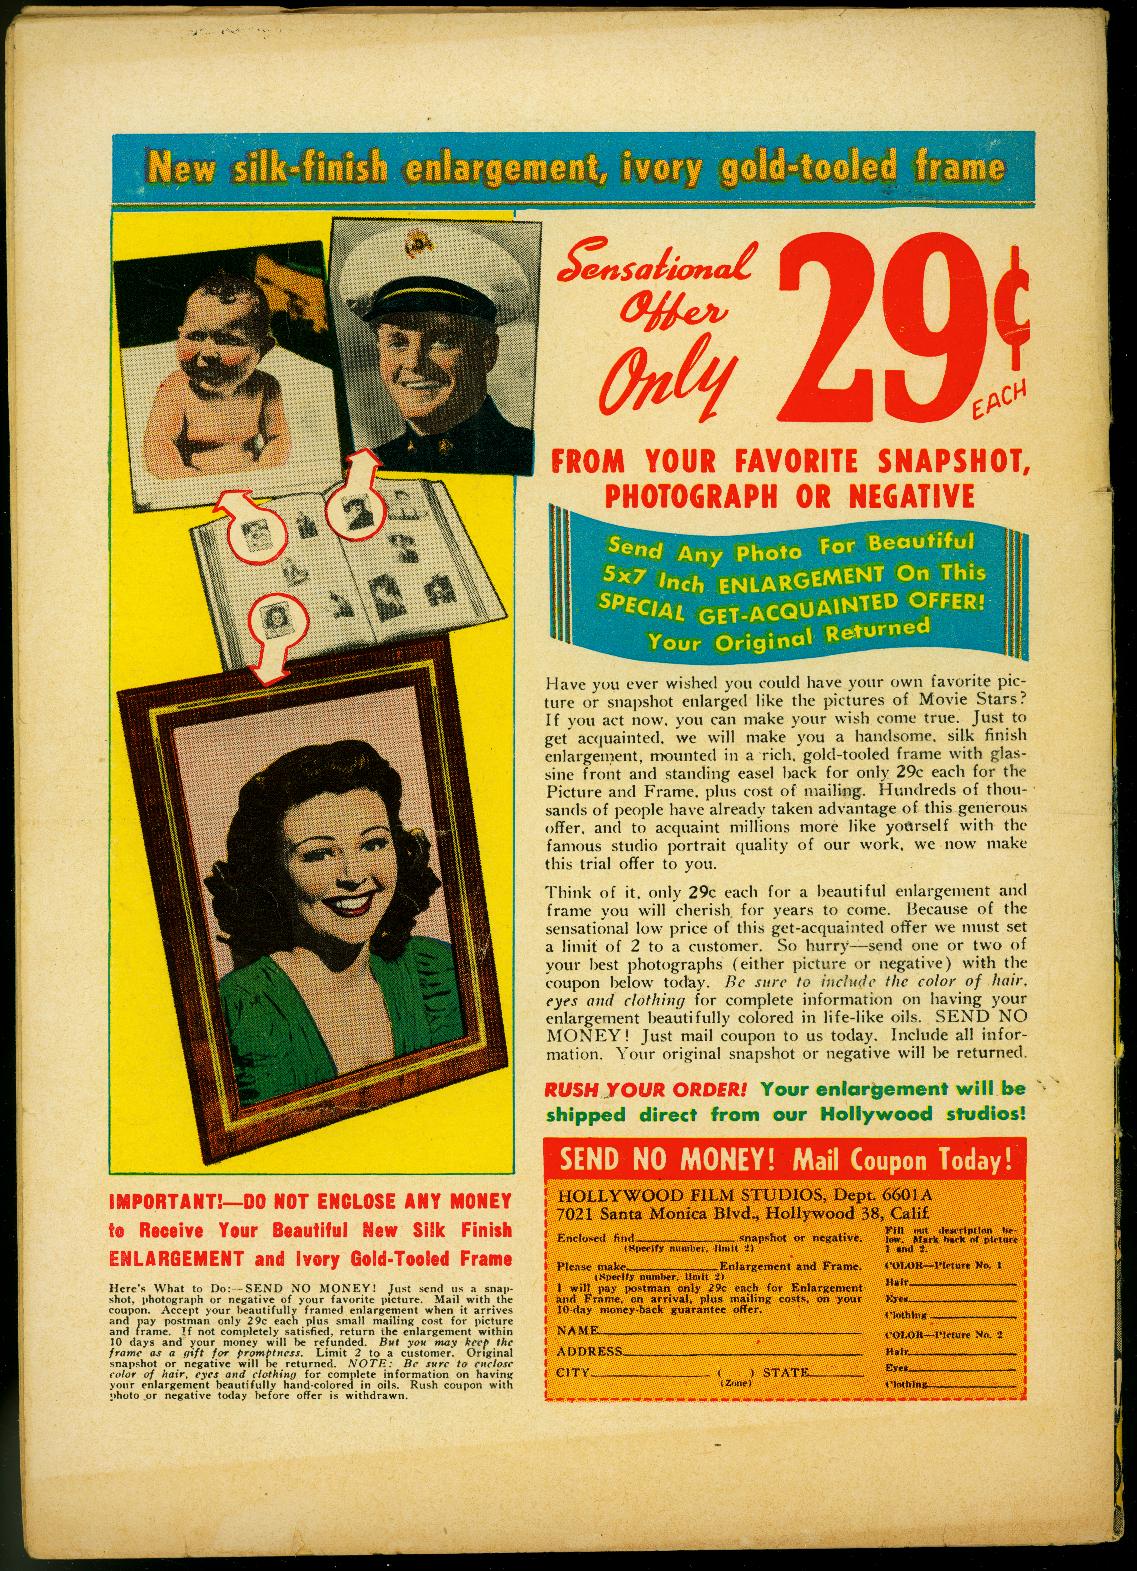 New silk-finish enlargement, ivory gold-tooled frame
Sensational
Offer
Only
29¢
EACH
FROM YOUR FAVORITE SNAPSHOT,
PHOTOGRAPH OR NEGATIVE
Send Any Photo For Beautiful
5x7 Inch ENLARGEMENT On This
SPECIAL GET-ACQUAINTED OFFER!
Your Original Returned
Have you ever wished you could have your own favorite pic-
ture or snapshot enlarged like the pictures of Movie Stars?
If you act now, you can make your wish come true. Just to
get acquainted, we will make you a handsome, silk finish
enlargement, mounted in a rich, gold-tooled frame with glas-
sine front and standing easel back for only 29c each for the
Picture and Frame, plus cost of mailing. Hundreds of thou-
sands of people have already taken advantage of this generous
offer, and to acquaint millions more like yourself with the
famous studio portrait quality of our work, we now make
this trial offer to you.
Think of it, only 29c each for a beautiful enlargement and
frame you will cherish for years to come. Because of the
sensational low price of this get-acquainted offer we must set
a limit of 2 to a customer. So hurry—send one or two of
your best photographs (either picture or negative) with the
coupon below today. Be sure to include the color of hair,
eyes and clothing for complete information on having your
enlargement beautifully colored in life-like oils. SEND NO
MONEY! Just mail coupon to us today. Include all infor-
mation. Your original snapshot or negative will be returned.
RUSH YOUR ORDER! Your enlargement will be
shipped direct from our Hollywood studios!
IMPORTANT!—DO NOT ENCLOSE ANY MONEY
to Receive Your Beautiful New Silk Finish
ENLARGEMENT and Ivory Gold-Tooled Frame
Here's What to Do:—SEND NO MONEY! Just send us a snap-
shot, photograph or negative of your favorite picture. Mail with the
coupon. Accept your beautifully framed enlargement when it arrives
and pay postman only 29c each plus small mailing cost for picture
and frame. If not completely satisfied, return the enlargement within
10 days and your money will be refunded. But you may keep the
frame as a gift for promptness. Limit 2 to a customer. Original
snapshot or negative will be returned. NOTE: Be sure to enclose
color of hair, eyes and clothing for complete information on having
your enlargement beautifully hand-colored in oils. Rush coupon with
photo or negative today before offer is withdrawn.
SEND NO MONEY! Mail Coupon Today!
HOLLYWOOD FILM STUDIOS, Dept. 6601A
7021 Santa Monica Blvd., Hollywood 38, Calif.
Enclosed find snapshot or negative.
(Specify number, limit 2)
Please make Enlargement and Frame.
(Specify number, limit 2)
I will pay postman only 29c each for Enlargement
and Frame, on arrival, plus mailing costs, on your
10-day money-back guarantee offer.
NAME
ADDRESS
CITY ( ) STATE
(Zone)
Fill out description be-
low. Mark back of picture
1 and 2.
COLOR—Picture No. 1
Hair
Eyes
Clothing
COLOR—Picture No. 2
Hair
Eyes
Clothing